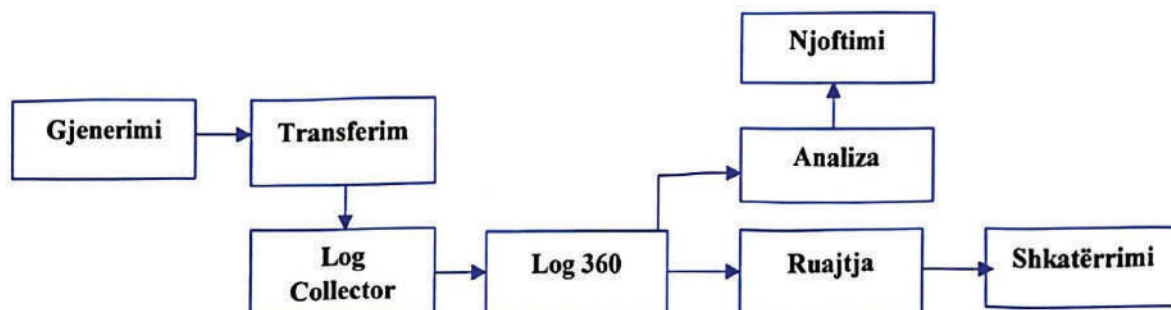 Njoftimi
Gjenerimi
Transferim
Analiza
Log
Collector
Log 360
Ruajtja
Shkatërrimi